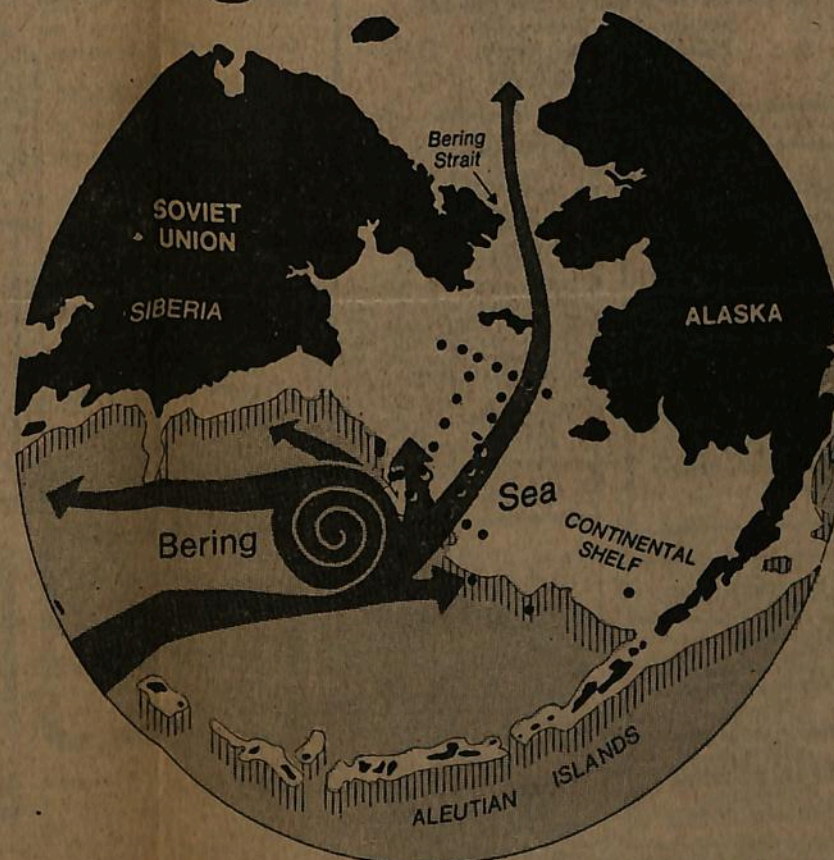 Bering
Strait
SOVIET
UNION
SIBERIA
ALASKA
Sea
Bering
CONTINENTAL
SHELF
ISLANDS
ALEUTIAN